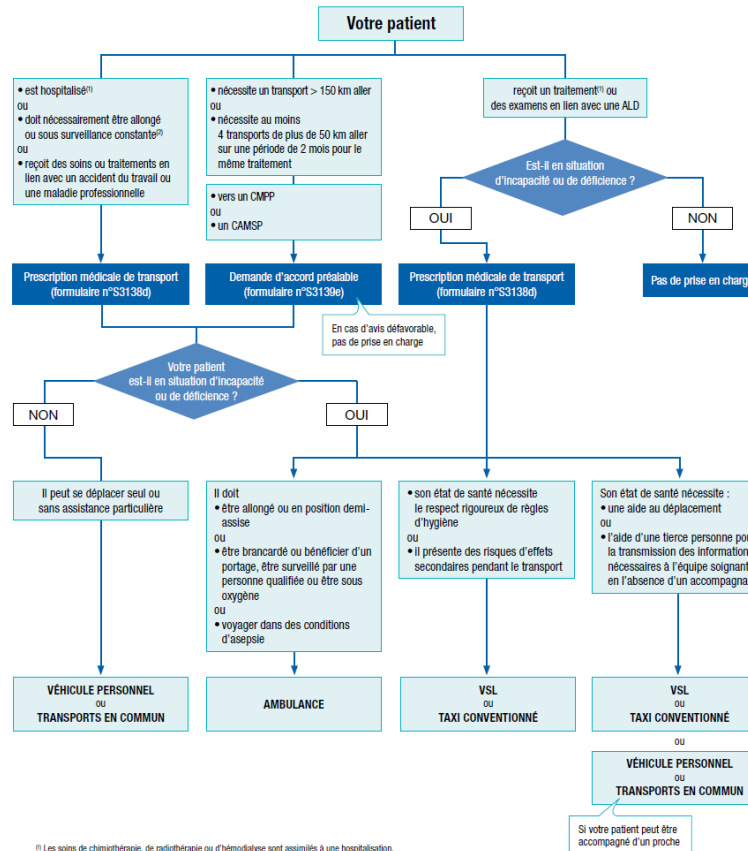 Votre patient
• est hospitalisé(1)
ou
• doit nécessairement être allongé
ou sous surveillance constante(2)
ou
• reçoit des soins ou traitements en
lien avec un accident du travail ou
une maladie professionnelle
• nécessite un transport > 150 km aller
ou
• nécessite au moins
4 transports de plus de 50 km aller
sur une période de 2 mois pour le
même traitement
• vers un CMPP
ou
• un CAMSP
reçoit un traitement(1) ou
des examens en lien avec une ALD
Est-il en situation
d'incapacité ou de déficience ?
OUI
NON
Prescription médicale de transport
(formulaire n°S3138d)
Demande d'accord préalable
(formulaire n°S3139e)
Prescription médicale de transport
(formulaire n°S3138d)
Pas de prise en charg
En cas d'avis défavorable,
pas de prise en charge
Votre patient
est-il en situation d'incapacité
ou de déficience ?
NON
OUI
Il peut se déplacer seul ou
sans assistance particulière
Il doit
• être allongé ou en position demi-
assise
ou
• être brancardé ou bénéficier d'un
portage, être surveillé par une
personne qualifiée ou être sous
oxygène
ou
• voyager dans des conditions
d'asepsie
• son état de santé nécessite
le respect rigoureux de règles
d'hygiène
ou
• il présente des risques d'effets
secondaires pendant le transport
Son état de santé nécessite :
• une aide au déplacement
ou
• l'aide d'une tierce personne pou
la transmission des information
nécessaires à l'équipe soignant
en l'absence d'un accompagna
VÉHICULE PERSONNEL
ou
TRANSPORTS EN COMMUN
AMBULANCE
VSL
ou
TAXI CONVENTIONNÉ
VSL
ou
TAXI CONVENTIONNÉ
ou
VÉHICULE PERSONNEL
ou
TRANSPORTS EN COMMUN
Si votre patient peut être
accompagné d'un proche
(1) Les soins de chimiothérapie, de radiothérapie ou d'hémodialyse sont assimilés à une hospitalisation.